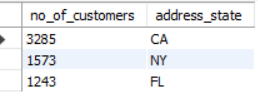 no_of_customers address_state
3285 CA
1573 NY
1243 FL